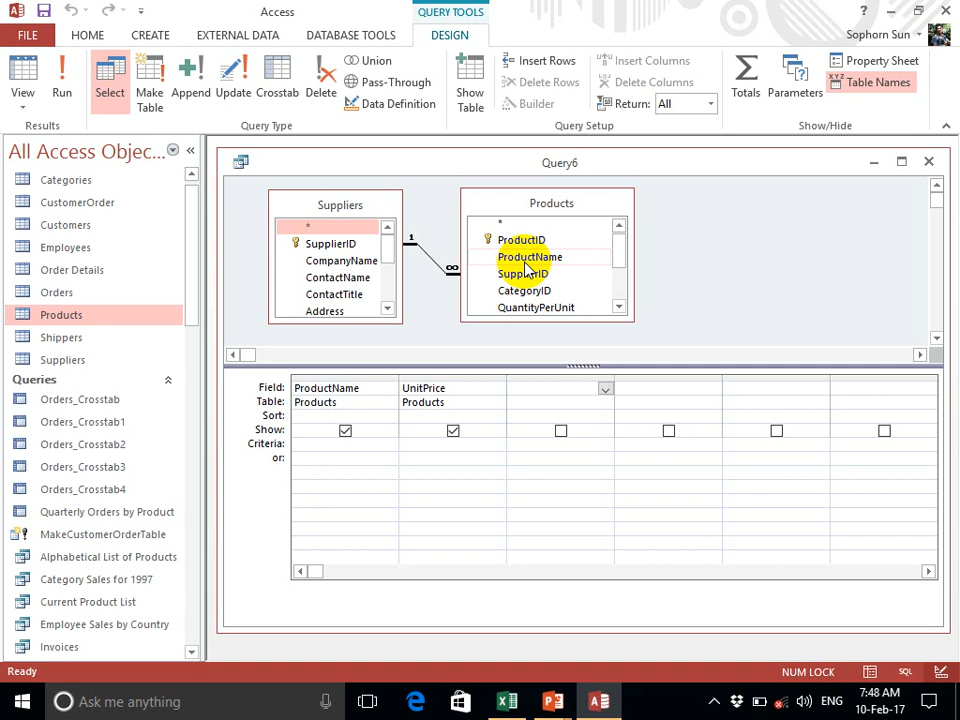 Access
QUERY TOOLS
FILE
HOME
CREATE
EXTERNAL DATA
DATABASE TOOLS
DESIGN
Sophorn Sun
View
Run
Results
Select
Make Table
Append
Update
Crosstab
Delete
Union
Pass-Through
Data Definition
Query Type
Show Table
Insert Rows
Delete Rows
Builder
Insert Columns
Delete Columns
Return: All
Query Setup
Totals
Parameters
Property Sheet
Table Names
Show/Hide
All Access Objec...
Categories
CustomerOrder
Customers
Employees
Order Details
Orders
Products
Shippers
Suppliers
Queries
Orders_Crosstab
Orders_Crosstab1
Orders_Crosstab2
Orders_Crosstab3
Orders_Crosstab4
Quarterly Orders by Product
MakeCustomerOrderTable
Alphabetical List of Products
Category Sales for 1997
Current Product List
Employee Sales by Country
Invoices
Query6
Suppliers
*
SupplierID
CompanyName
ContactName
ContactTitle
Address
1
∞
Products
*
ProductID
ProductName
SupplierID
CategoryID
QuantityPerUnit
Field: ProductName UnitPrice
Table: Products Products
Sort:
Show:
Criteria:
or:
Ready
NUM LOCK
SQL
Ask me anything
ENG
7:48 AM
10-Feb-17